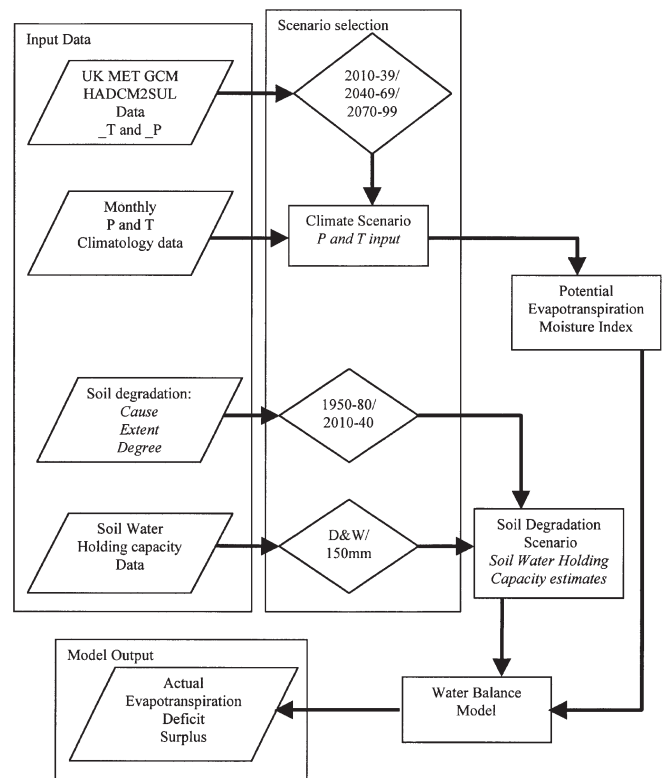 Input Data
UK MET GCM
HADCM2SUL
Data
_T and _P
Monthly
P and T
Climatology data
Soil degradation:
Cause
Extent
Degree
Soil Water
Holding capacity
Data
Scenario selection
2010-39/
2040-69/
2070-99
Climate Scenario
P and T input
1950-80/
2010-40
D&W/
150mm
Potential
Evapotranspiration
Moisture Index
Soil Degradation
Scenario
Soil Water Holding
Capacity estimates
Water Balance
Model
Model Output
Actual
Evapotranspiration
Deficit
Surplus